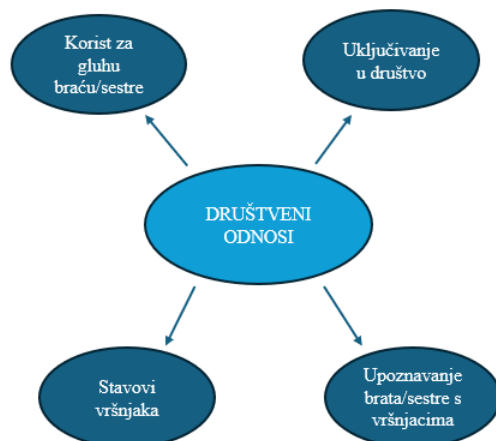 Korist za
gluhu
braću/sestre
Uključivanje
u društvo
DRUŠTVENI
ODNOSI
Stavovi
vršnjaka
Upoznavanje
brata/sestre s
vršnjacima